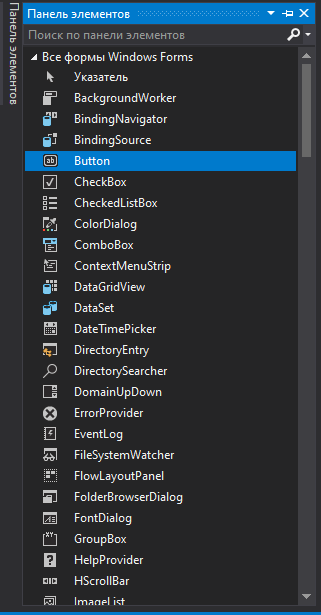 Панель элементов
Панель элементов
Поиск по панели элементов
Все формы Windows Forms
Указатель
BackgroundWorker
BindingNavigator
BindingSource
Button
CheckBox
CheckedListBox
ColorDialog
ComboBox
ContextMenuStrip
DataGridView
DataSet
DateTimePicker
DirectoryEntry
DirectorySearcher
DomainUpDown
ErrorProvider
EventLog
FileSystemWatcher
FlowLayoutPanel
FolderBrowserDialog
FontDialog
GroupBox
HelpProvider
HScrollBar
ImageList